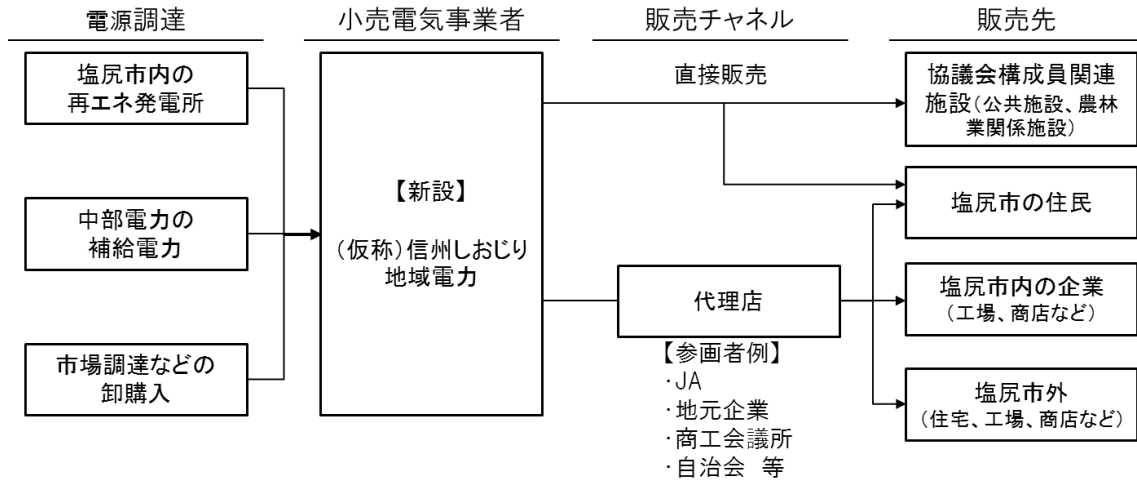 電源調達
小売電気事業者
販売チャネル
販売先
塩尻市内の
再エネ発電所
中部電力の
補給電力
市場調達などの
卸購入
【新設】
(仮称)信州しおじり
地域電力
直接販売
代理店
【参画者例】
・JA
・地元企業
・商工会議所
・自治会 等
協議会構成員関連
施設(公共施設、農林
業関係施設)
塩尻市の住民
塩尻市内の企業
(工場、商店など)
塩尻市外
(住宅、工場、商店など)